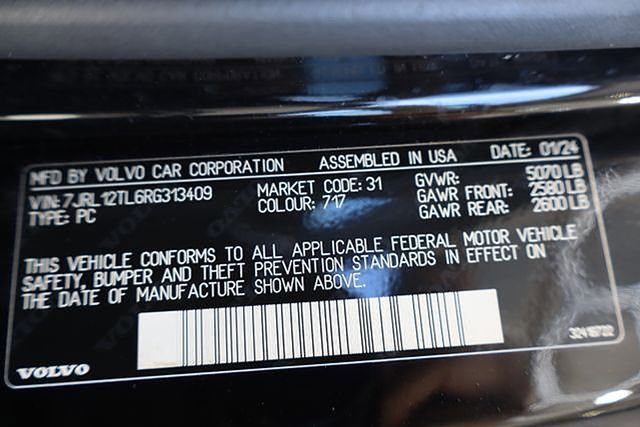 MFD BY VOLVO CAR CORPORATION ASSEMBLED IN USA DATE: 01/24
VIN: 7JRL12TL6RG313409 MARKET CODE: 31 GVWR: 5070 LB
TYPE: PC COLOUR: 717 GAWR FRONT: 2580 LB
GAWR REAR: 2600 LB
THIS VEHICLE CONFORMS TO ALL APPLICABLE FEDERAL MOTOR VEHICLE
SAFETY, BUMPER AND THEFT PREVENTION STANDARDS IN EFFECT ON
THE DATE OF MANUFACTURE SHOWN ABOVE.
VOLVO